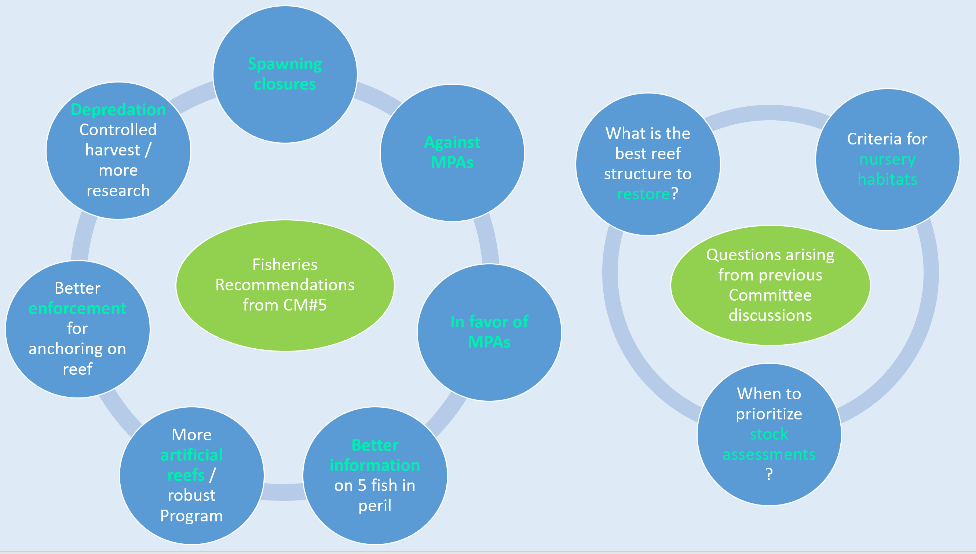 Spawning
closures
Against
MPAs
In favor of
MPAs
Better
information
on 5 fish in
peril
More
artificial
reefs /
robust
Program
Better
enforcement
for
anchoring on
reef
Depredation
Controlled
harvest /
more
research
Fisheries
Recommendations
from CM#5
What is the
best reef
structure to
restore?
Criteria for
nursery
habitats
When to
prioritize
stock
assessments
?
Questions arising
from previous
Committee
discussions